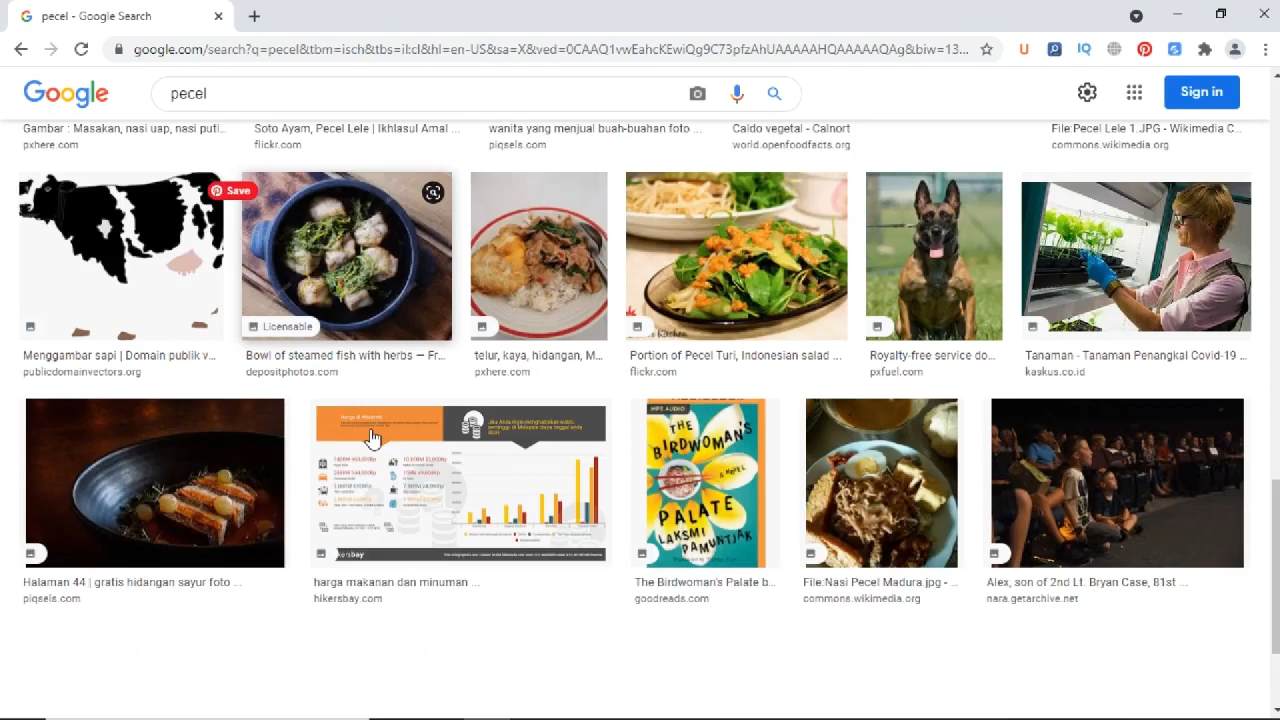 pecel - Google Search
google.com/search?q=pecel&tbm=isch&tbs=il:cl&hl=en-US&sa=X&ved=0CAAQ1vwEahcKEwiQg9C73pfzAhUAAAAAHQAAAAAQAg&biw=13...
Google
pecel
Sign in
Gambar : Masakan, nasi uap, nasi puti...
Soto Ayam, Pecel Lele | Ikhlasul Amal ...
wanita yang menjual buah-buahan foto ...
Caldo vegetal - Calnort
File:Pecel Lele 1.JPG - Wikimedia C...
pxhere.com
flickr.com
piqsels.com
world.openfoodfacts.org
commons.wikimedia.org
Save
Licensable
Menggambar sapi | Domain publik v...
Bowl of steamed fish with herbs — Fr...
telur, kaya, hidangan, M...
Portion of Pecel Turi, Indonesian salad ...
Royalty-free service do...
Tanaman - Tanaman Penangkal Covid-19 ...
publicdomainvectors.org
depositphotos.com
pxhere.com
flickr.com
pxfuel.com
kaskus.co.id
MP3 AUDIO
THE
BIRDWOMAN'S
A NOVEL
PALATE
LAKSMI
PAMUNTJAK
Halaman 44 | gratis hidangan sayur foto ...
harga makanan dan minuman ...
The Birdwoman's Palate b...
File:Nasi Pecel Madura.jpg - ...
Alex, son of 2nd Lt. Bryan Case, 81st ...
piqsels.com
hikersbay.com
goodreads.com
commons.wikimedia.org
nara.getarchive.net